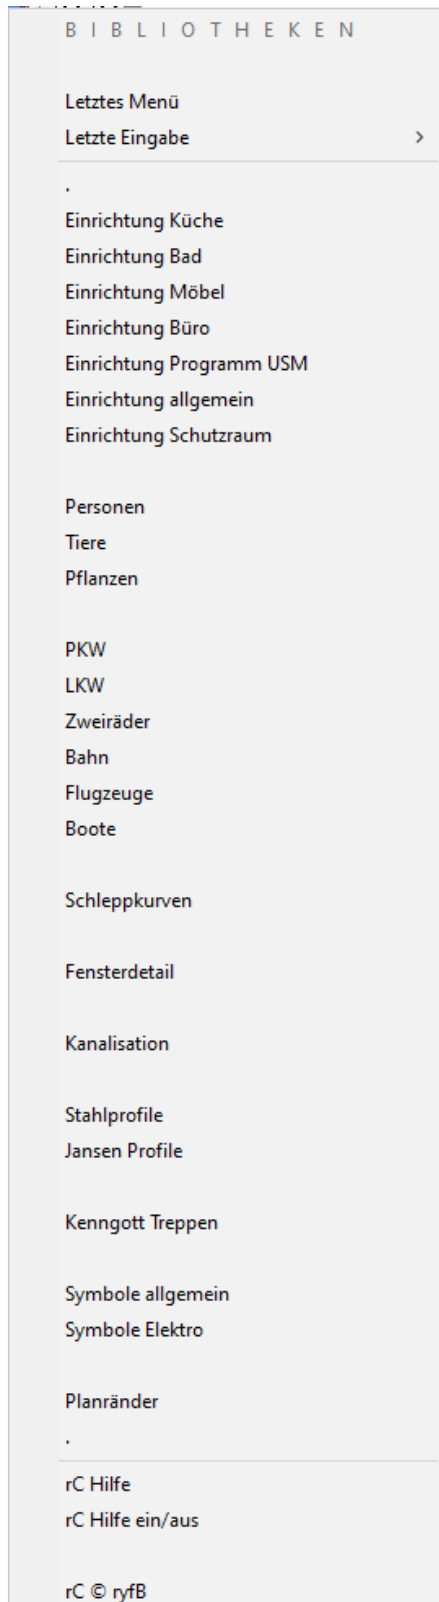 B I B L I O T H E K E N
Letztes Menü
Letzte Eingabe >
.
Einrichtung Küche
Einrichtung Bad
Einrichtung Möbel
Einrichtung Büro
Einrichtung Programm USM
Einrichtung allgemein
Einrichtung Schutzraum
Personen
Tiere
Pflanzen
PKW
LKW
Zweiräder
Bahn
Flugzeuge
Boote
Schleppkurven
Fensterdetail
Kanalisation
Stahlprofile
Jansen Profile
Kenngott Treppen
Symbole allgemein
Symbole Elektro
Planränder
.
rC Hilfe
rC Hilfe ein/aus
rC © ryfB